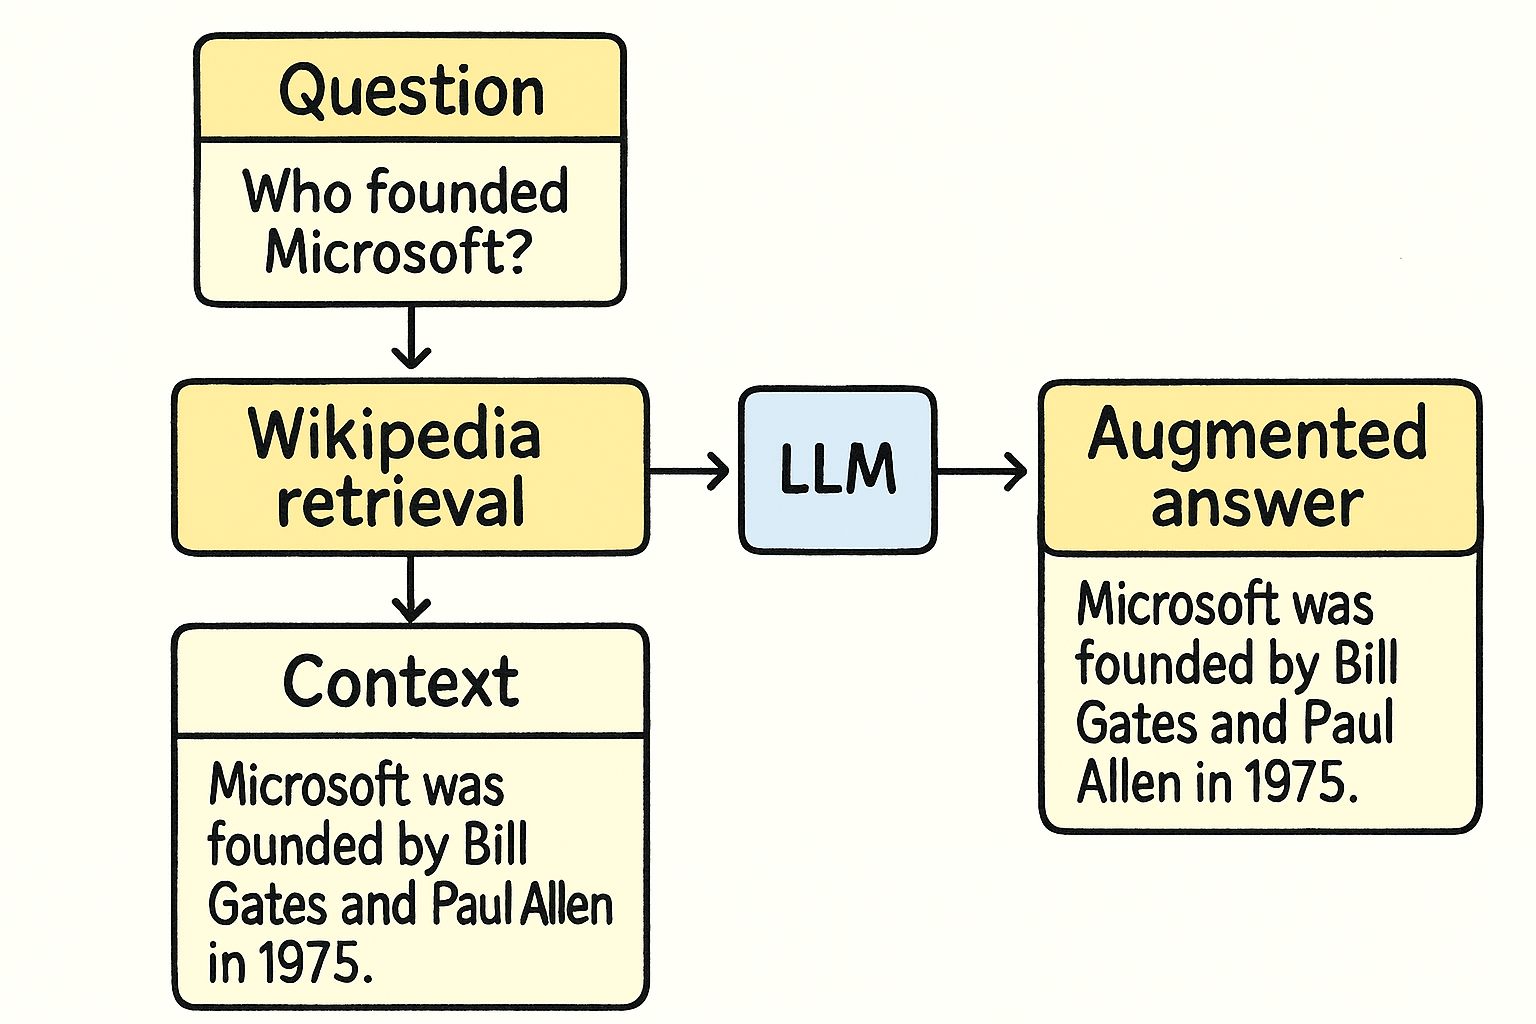 Question
Who founded
Microsoft?
Wikipedia
retrieval
LLM
Augmented
answer
Microsoft was
founded by Bill
Gates and Paul
Allen in 1975.
Context
Microsoft was
founded by Bill
Gates and Paul Allen
in 1975.